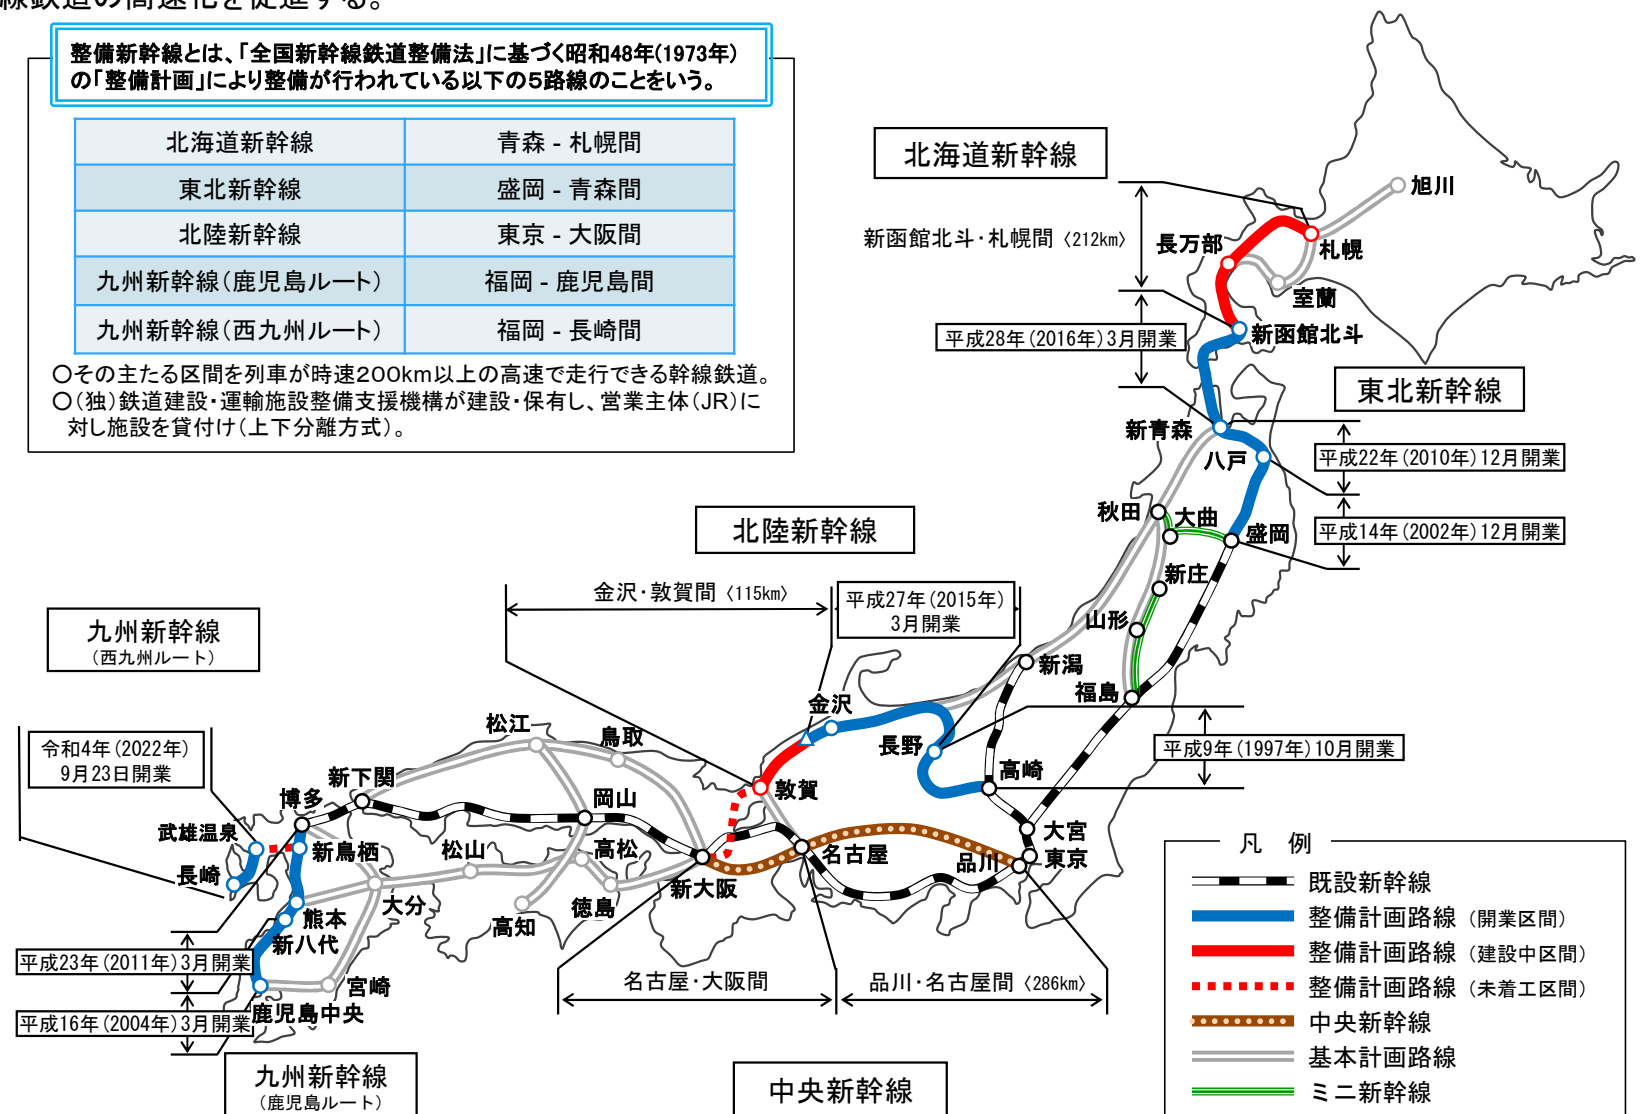 線鉄道の高速化を促進する。
整備新幹線とは、「全国新幹線鉄道整備法」に基づく昭和48年(1973年)
の「整備計画」により整備が行われている以下の5路線のことをいう。
北海道新幹線 青森 - 札幌間
東北新幹線 盛岡 - 青森間
北陸新幹線 東京 - 大阪間
九州新幹線(鹿児島ルート) 福岡 - 鹿児島間
九州新幹線(西九州ルート) 福岡 - 長崎間
○その主たる区間を列車が時速200km以上の高速で走行できる幹線鉄道。
○(独)鉄道建設・運輸施設整備支援機構が建設・保有し、営業主体(JR)に
対し施設を貸付け(上下分離方式)。
北海道新幹線
旭川
新函館北斗・札幌間〈212km〉
長万部
札幌
室蘭
平成28年(2016年)3月開業
新函館北斗
東北新幹線
新青森
八戸
平成22年(2010年)12月開業
秋田
大曲
盛岡
平成14年(2002年)12月開業
北陸新幹線
新庄
金沢・敦賀間〈115km〉
平成27年(2015年)
3月開業
山形
九州新幹線
(西九州ルート)
新潟
福島
金沢
松江
鳥取
長野
平成9年(1997年)10月開業
令和4年(2022年)
9月23日開業
新下関
高崎
敦賀
博多
岡山
武雄温泉
大宮
新鳥栖
松山
高松
名古屋
品川
東京
長崎
新大阪
凡 例
既設新幹線
大分
徳島
熊本
高知
整備計画路線(開業区間)
新八代
整備計画路線(建設中区間)
平成23年(2011年)3月開業
宮崎
名古屋・大阪間
品川・名古屋間〈286km〉
整備計画路線(未着工区間)
鹿児島中央
平成16年(2004年)3月開業
中央新幹線
基本計画路線
九州新幹線
(鹿児島ルート)
中央新幹線
ミニ新幹線